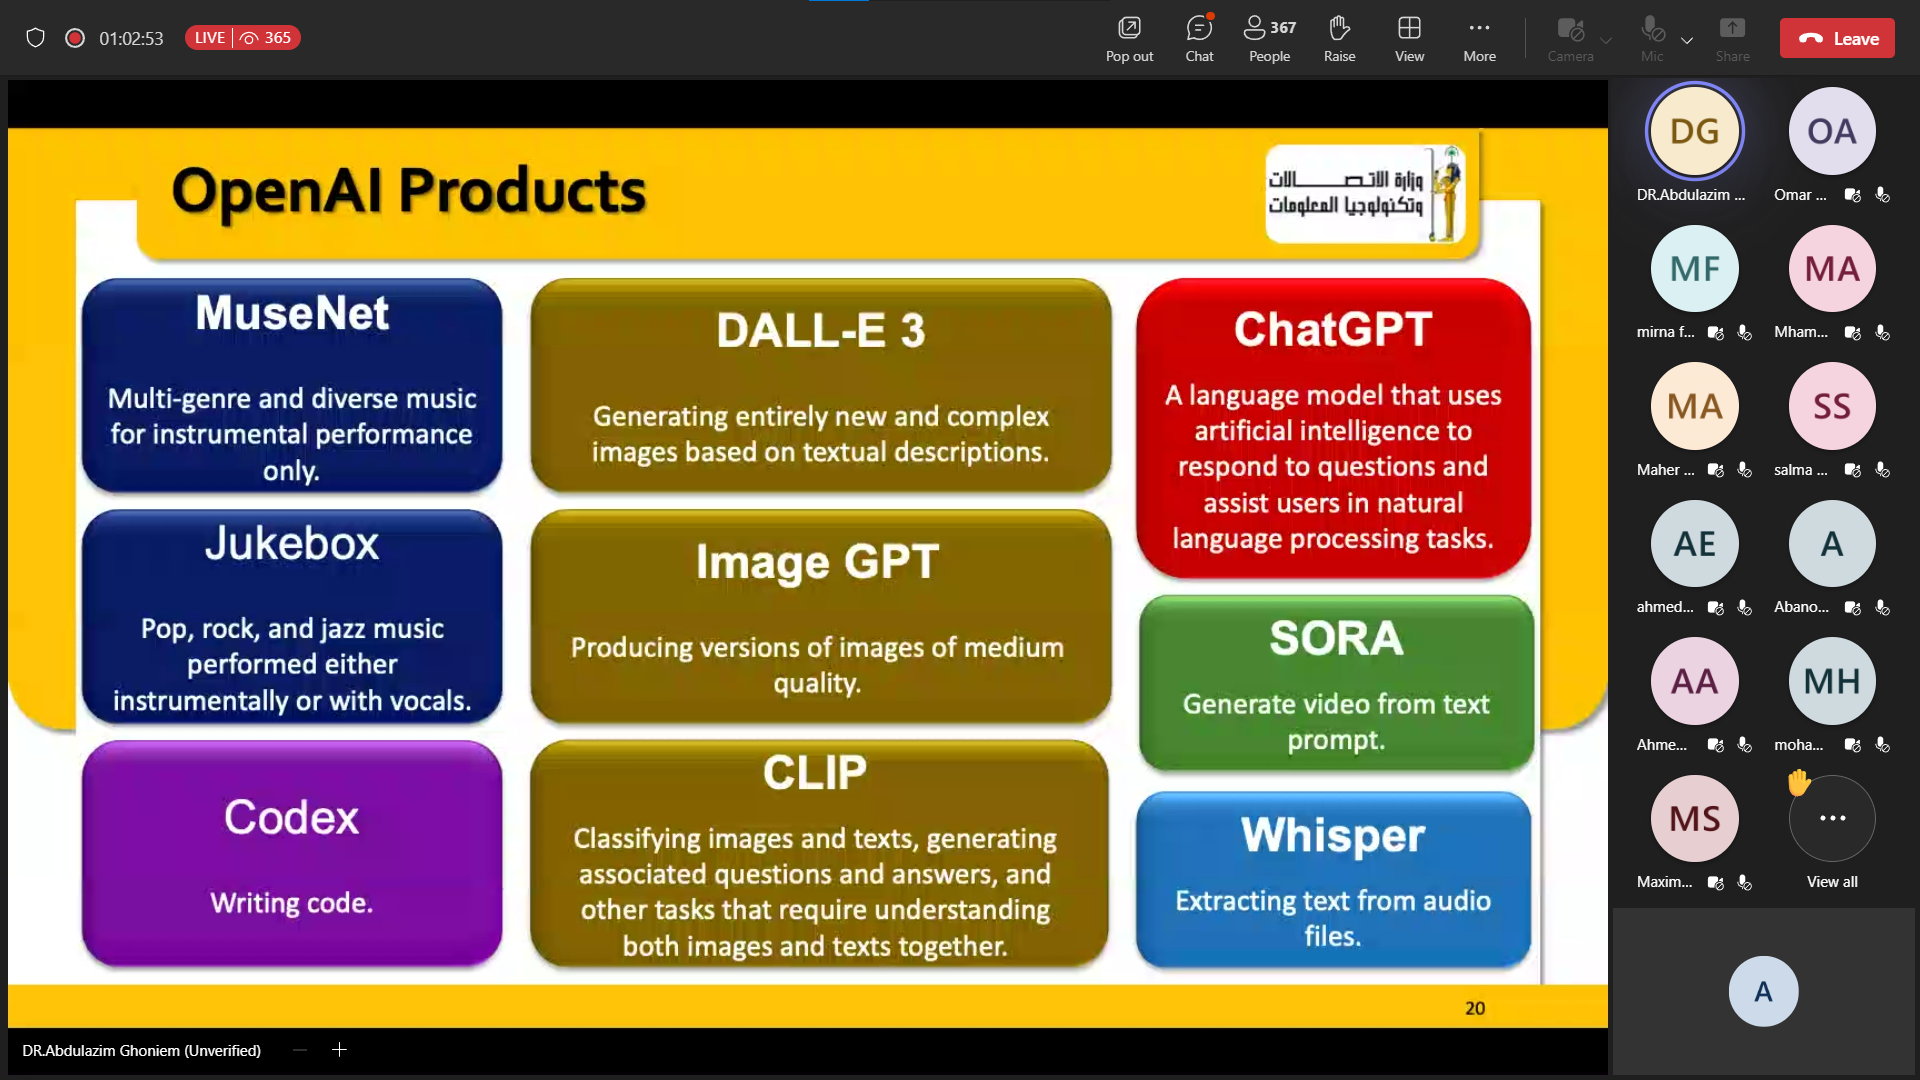 01:02:53
LIVE 365
Pop out
Chat
367
People
Raise
View
More
Camera
Mic
Share
Leave
OpenAI Products
وزارة الاتصــــالات
وتكنولوجيا المعلومات
MuseNet
Multi-genre and diverse music
for instrumental performance
only.
DALL-E 3
Generating entirely new and complex
images based on textual descriptions.
ChatGPT
A language model that uses
artificial intelligence to
respond to questions and
assist users in natural
language processing tasks.
Jukebox
Pop, rock, and jazz music
performed either
instrumentally or with vocals.
Image GPT
Producing versions of images of medium
quality.
SORA
Generate video from text
prompt.
Codex
Writing code.
CLIP
Classifying images and texts, generating
associated questions and answers, and
other tasks that require understanding
both images and texts together.
Whisper
Extracting text from audio
files.
20
DR.Abdulazim Ghoniem (Unverified)
DG
DR.Abdulazim ...
OA
Omar ...
MF
mirna f...
MA
Mham...
MA
Maher ...
SS
salma ...
AE
ahmed...
A
Abano...
AA
Ahme...
MH
moha...
MS
Maxim...
View all
A